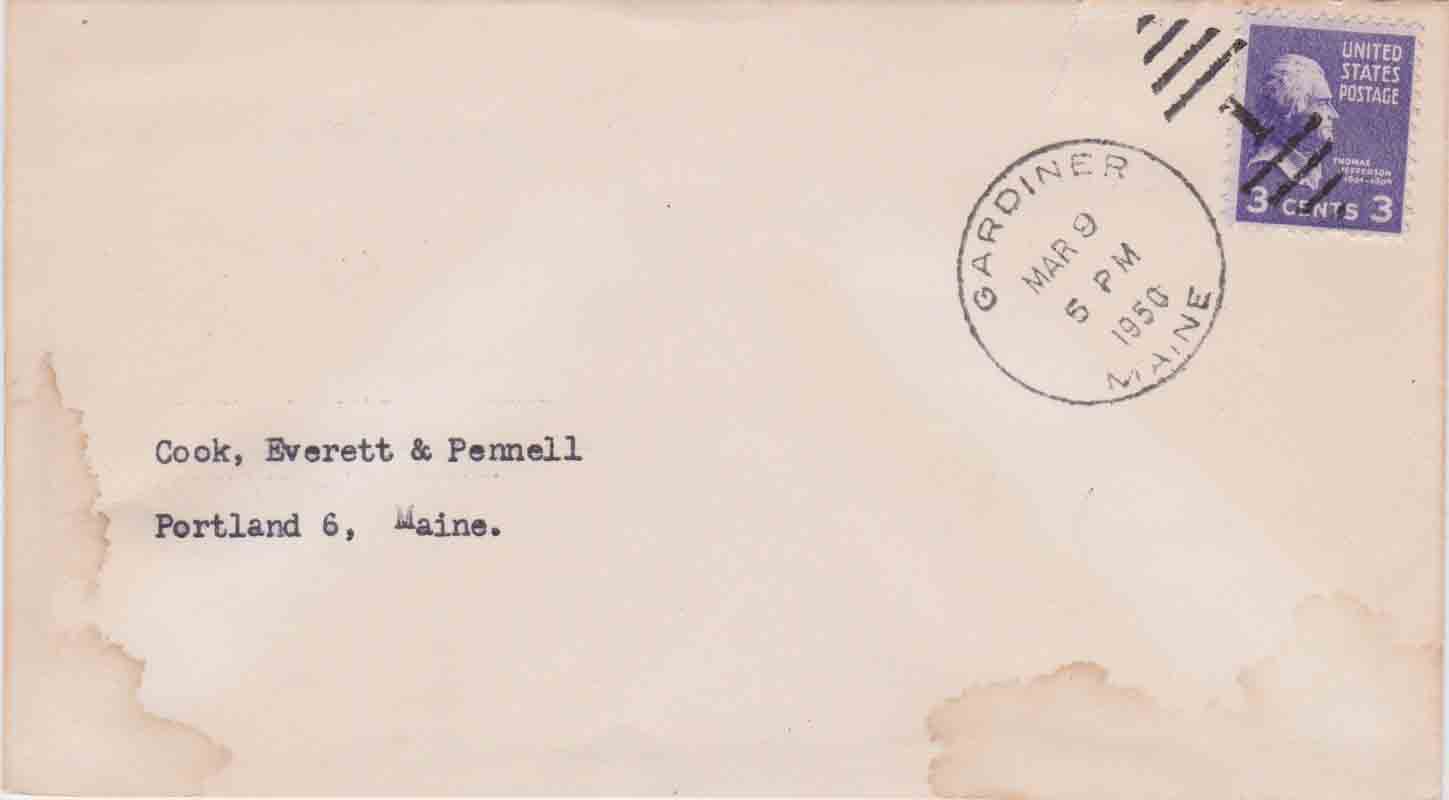 UNITED
STATES
POSTAGE
THOMAS
JEFFERSON
3 CENTS 3
GARDINER
MAR 9
5 PM
1950
MAINE
Cook, Everett & Pennell
Portland 6, Maine.